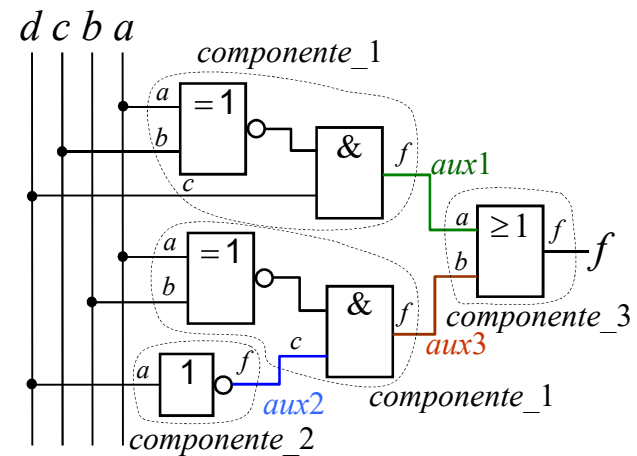 d c b a
componente_1
a
= 1
b
&
f
aux1
c
a
≥ 1
f
f
b
componente_3
a
= 1
b
&
f
aux3
c
a
1
f
aux2
componente_1
componente_2